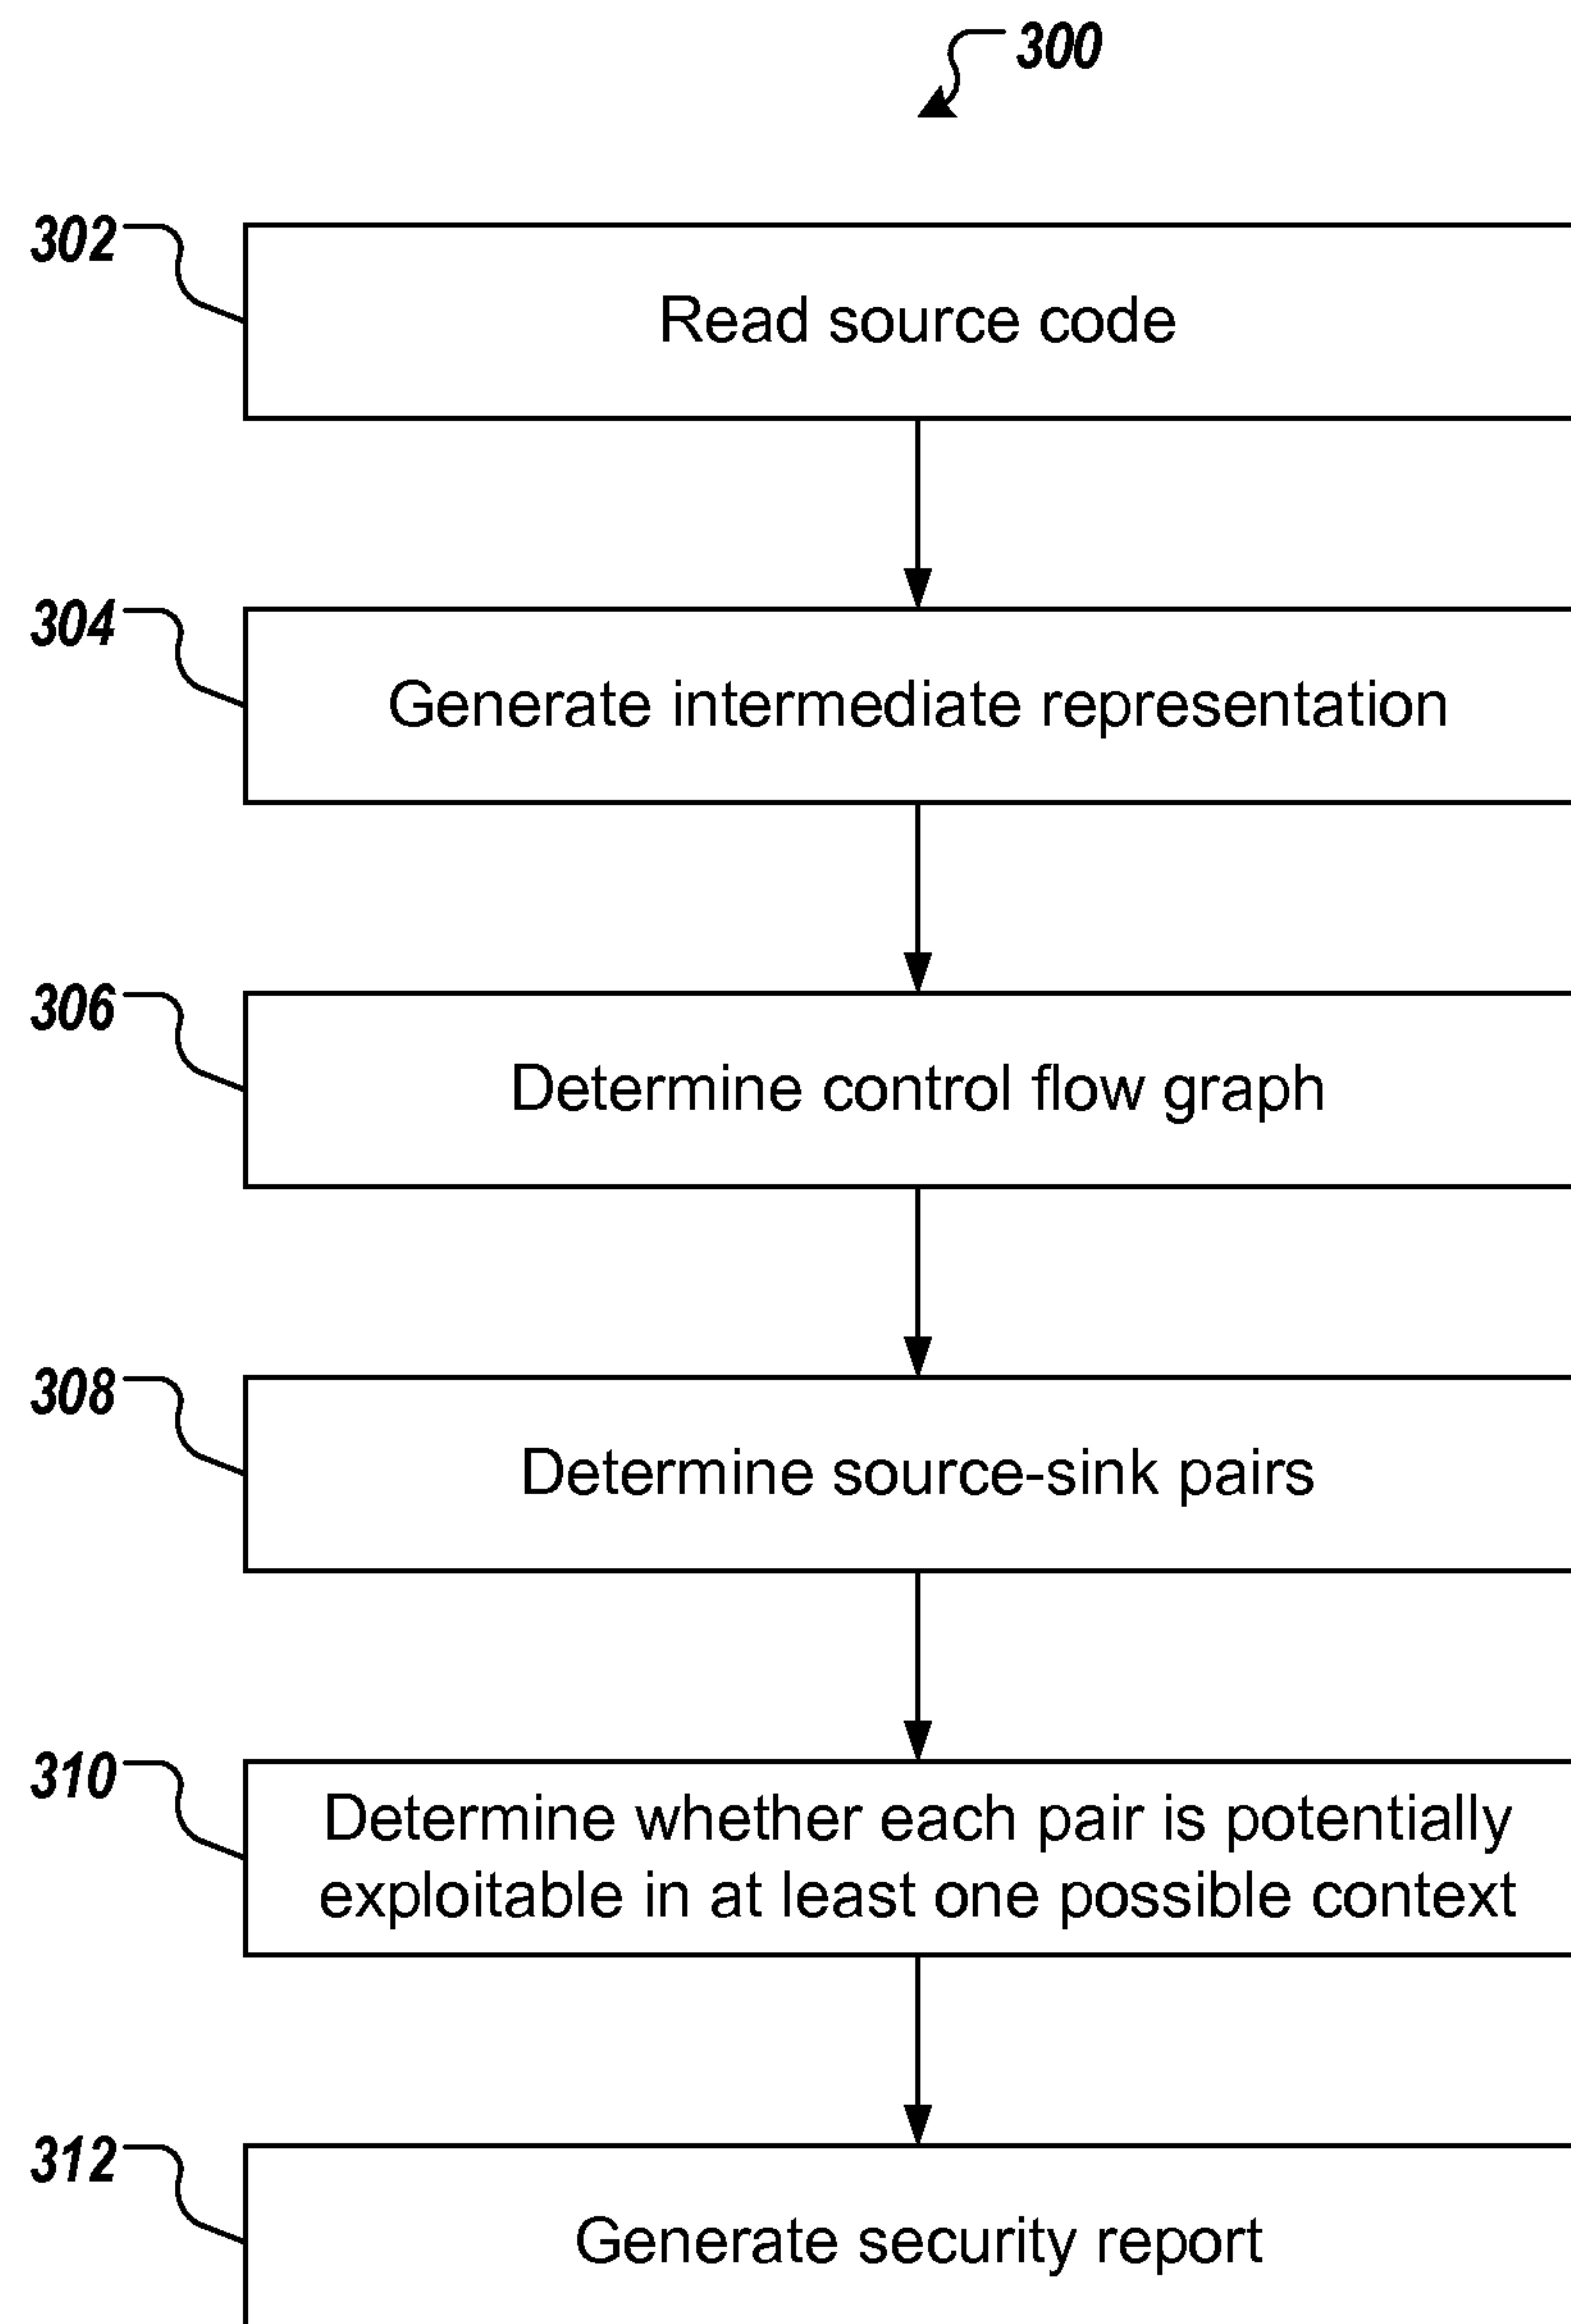 300
302
Read source code
304
Generate intermediate representation
306
Determine control flow graph
308
Determine source-sink pairs
310
Determine whether each pair is potentially
exploitable in at least one possible context
312
Generate security report